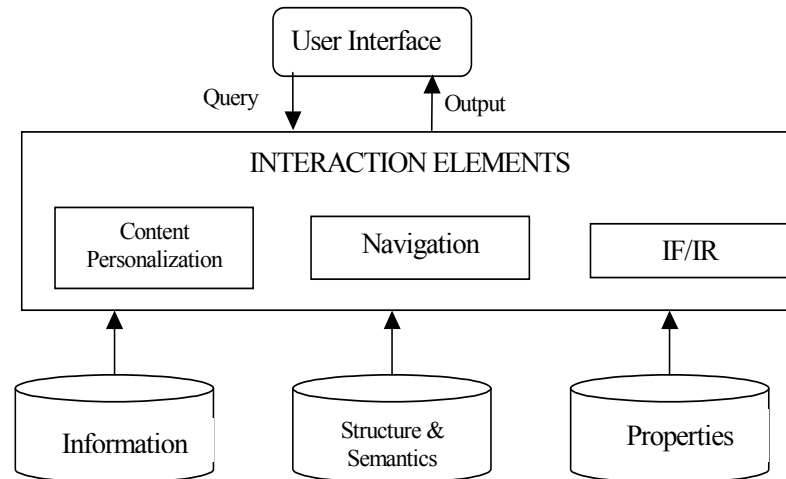 User Interface
Query
Output
INTERACTION ELEMENTS
Content
Personalization
Navigation
IF/IR
Information
Structure &
Semantics
Properties